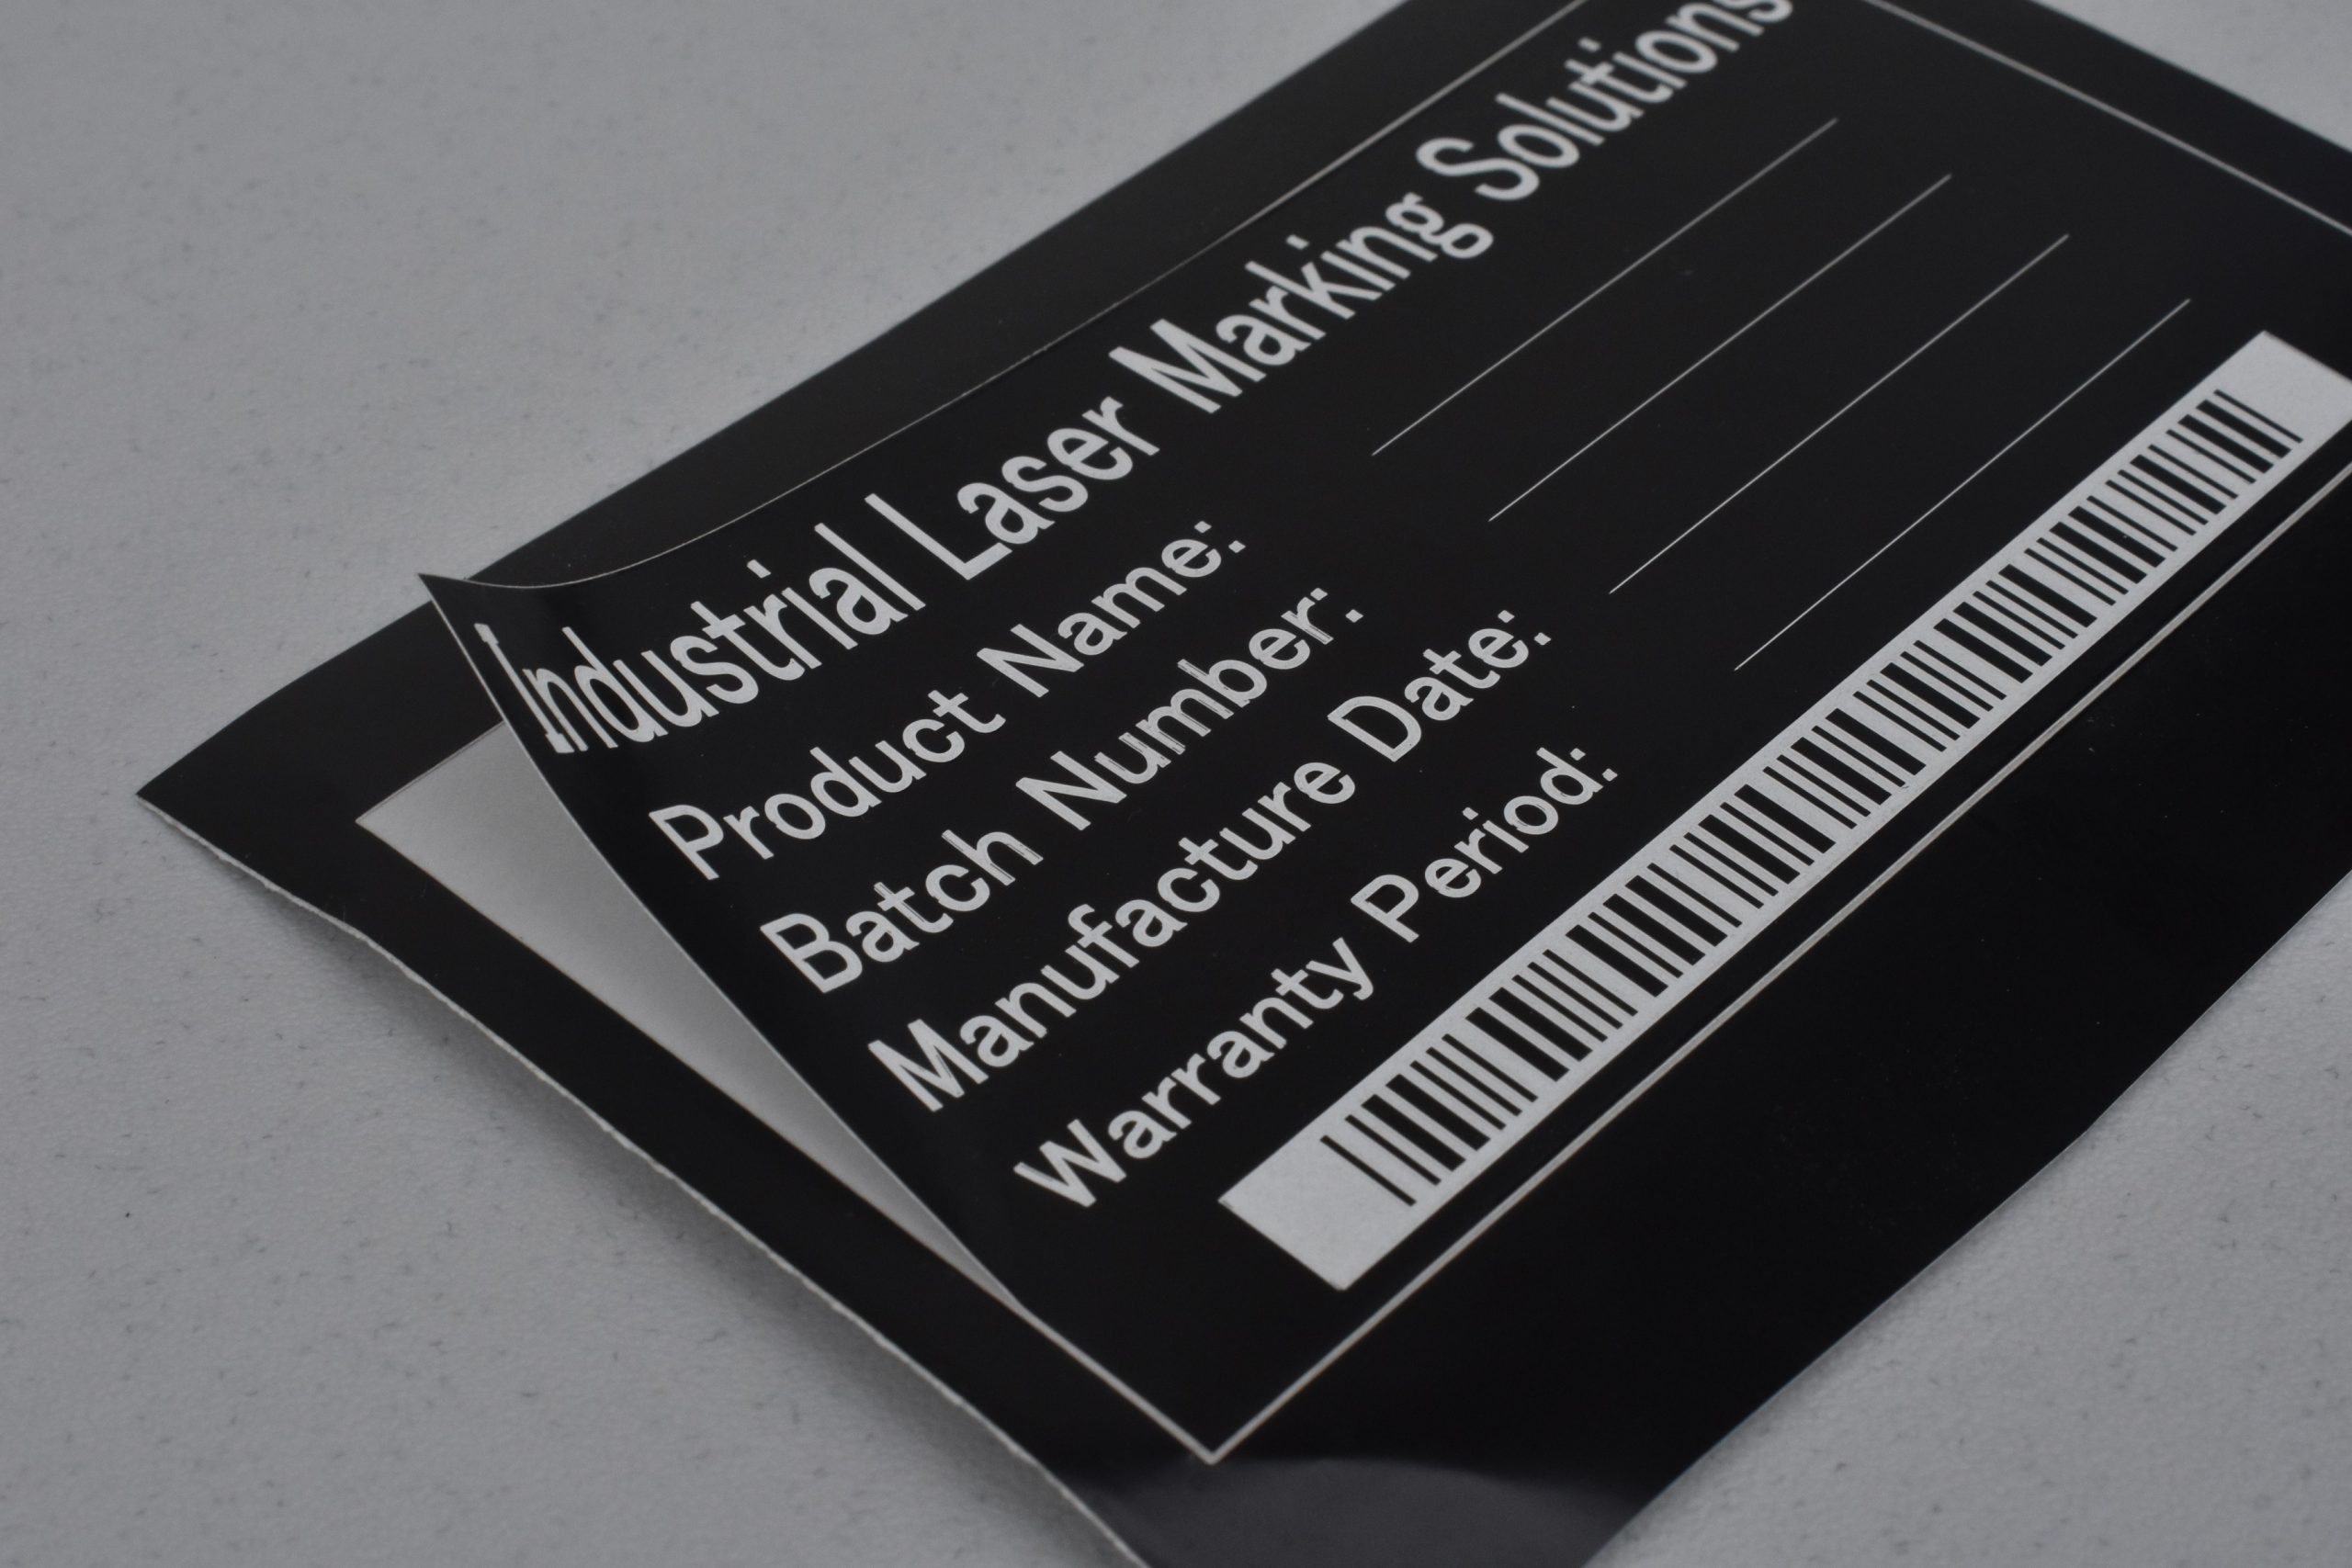 Industrial Laser Marking Solutions
Product Name:
Batch Number:
Manufacture Date:
Warranty Period: